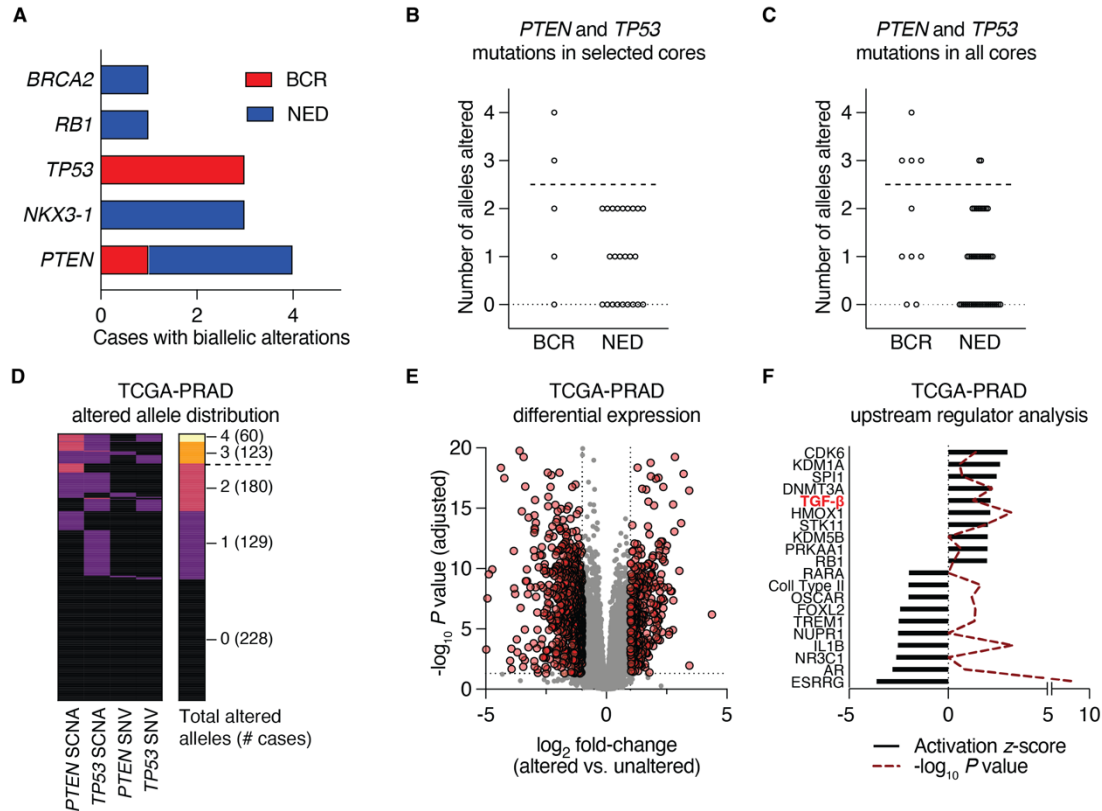 A
BRCA2
RB1
TP53
NKX3-1
PTEN
BCR
NED
0
2
4
Cases with biallelic alterations
B
PTEN and TP53
mutations in selected cores
Number of alleles altered
4
3
2
1
0
BCR
NED
C
PTEN and TP53
mutations in all cores
Number of alleles altered
4
3
2
1
0
BCR
NED
D
TCGA-PRAD
altered allele distribution
4 (60)
3 (123)
2 (180)
1 (129)
0 (228)
PTEN SCNA
TP53 SCNA
PTEN SNV
TP53 SNV
Total altered
alleles (# cases)
E
TCGA-PRAD
differential expression
-log10 P value (adjusted)
20
15
10
5
0
-5
0
5
log2 fold-change
(altered vs. unaltered)
F
TCGA-PRAD
upstream regulator analysis
CDK6
KDM1A
SPI1
DNMT3A
TGF-β
HMOX1
STK11
KDM5B
PRKAA1
RB1
RARA
Coll Type II
OSCAR
FOXL2
TREM1
NUPR1
IL1B
NR3C1
AR
ESRRG
-5
0
5
10
Activation z-score
-log10 P value